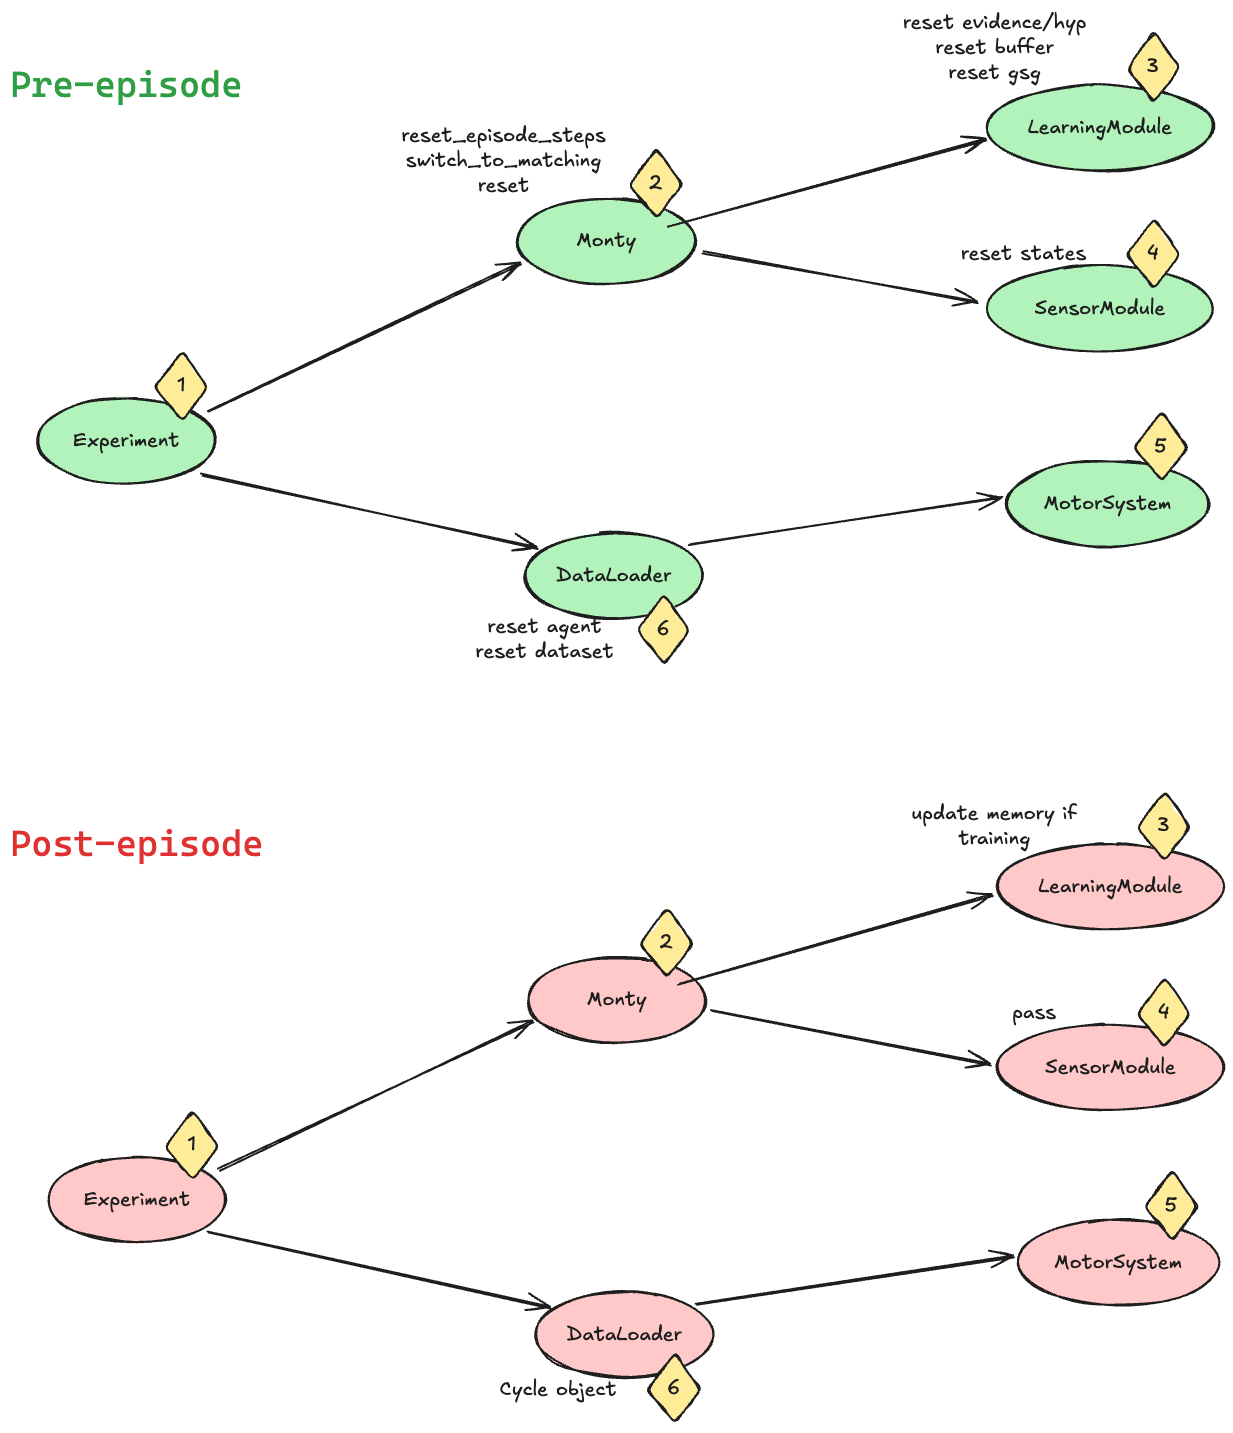 Pre-episode
reset evidence/hyp
reset buffer
reset gsg
3
LearningModule
reset_episode_steps
switch_to_matching
reset
2
Monty
reset states
4
SensorModule
1
Experiment
5
MotorSystem
DataLoader
reset agent
reset dataset
6
Post-episode
update memory if
training
3
LearningModule
2
Monty
pass
4
SensorModule
1
Experiment
5
MotorSystem
DataLoader
Cycle object
6